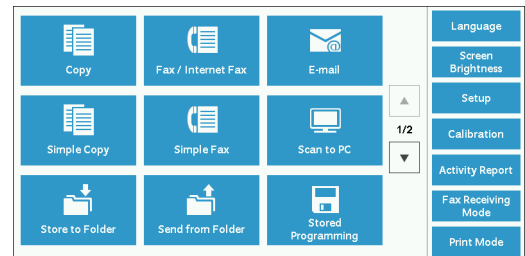 Copy
Fax / Internet Fax
E-mail
Simple Copy
Simple Fax
Scan to PC
Store to Folder
Send from Folder
Stored
Programming
1/2
Language
Screen
Brightness
Setup
Calibration
Activity Report
Fax Receiving
Mode
Print Mode